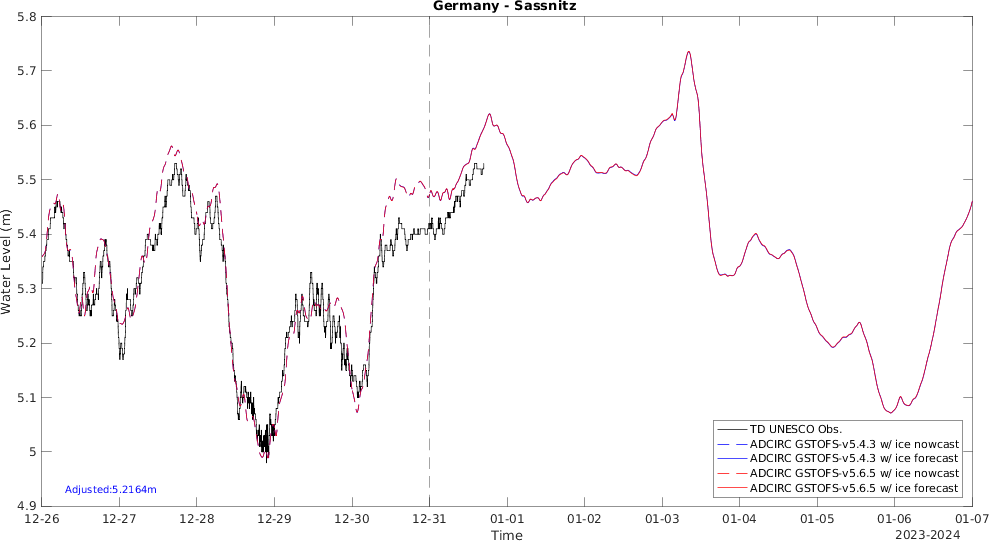 Germany - Sassnitz
5.8
5.7
5.6
5.5
5.4
5.3
5.2
5.1
5
4.9
Water Level (m)
Adjusted:5.2164m
TD UNESCO Obs.
ADCIRC GSTOFS-v5.4.3 w/ ice nowcast
ADCIRC GSTOFS-v5.4.3 w/ ice forecast
ADCIRC GSTOFS-v5.6.5 w/ ice nowcast
ADCIRC GSTOFS-v5.6.5 w/ ice forecast
12-26 12-27 12-28 12-29 12-30 12-31 01-01 01-02 01-03 01-04 01-05 01-06 01-07
Time
2023-2024